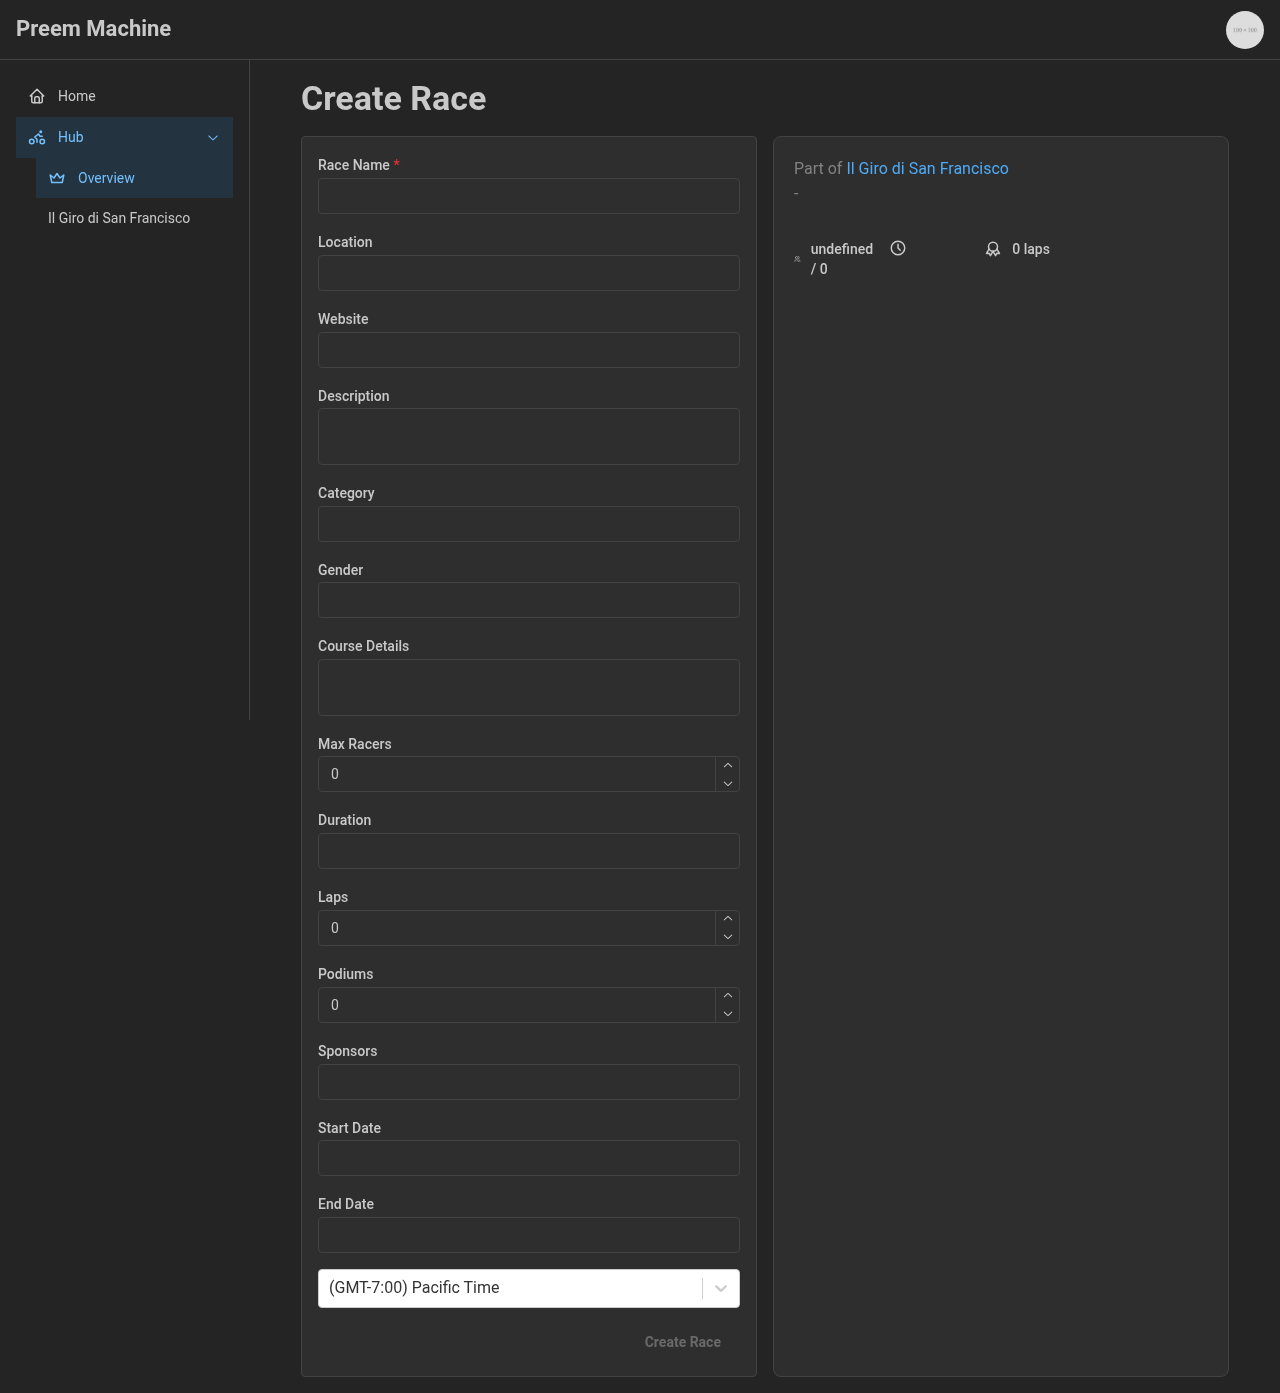 Preem Machine
100 × 100
Home
Hub
Overview
Il Giro di San Francisco
Create Race
Race Name *
Location
Website
Description
Category
Gender
Course Details
Max Racers
0
Duration
Laps
0
Podiums
0
Sponsors
Start Date
End Date
(GMT-7:00) Pacific Time
Create Race
Part of Il Giro di San Francisco
-
undefined
/ 0
0 laps